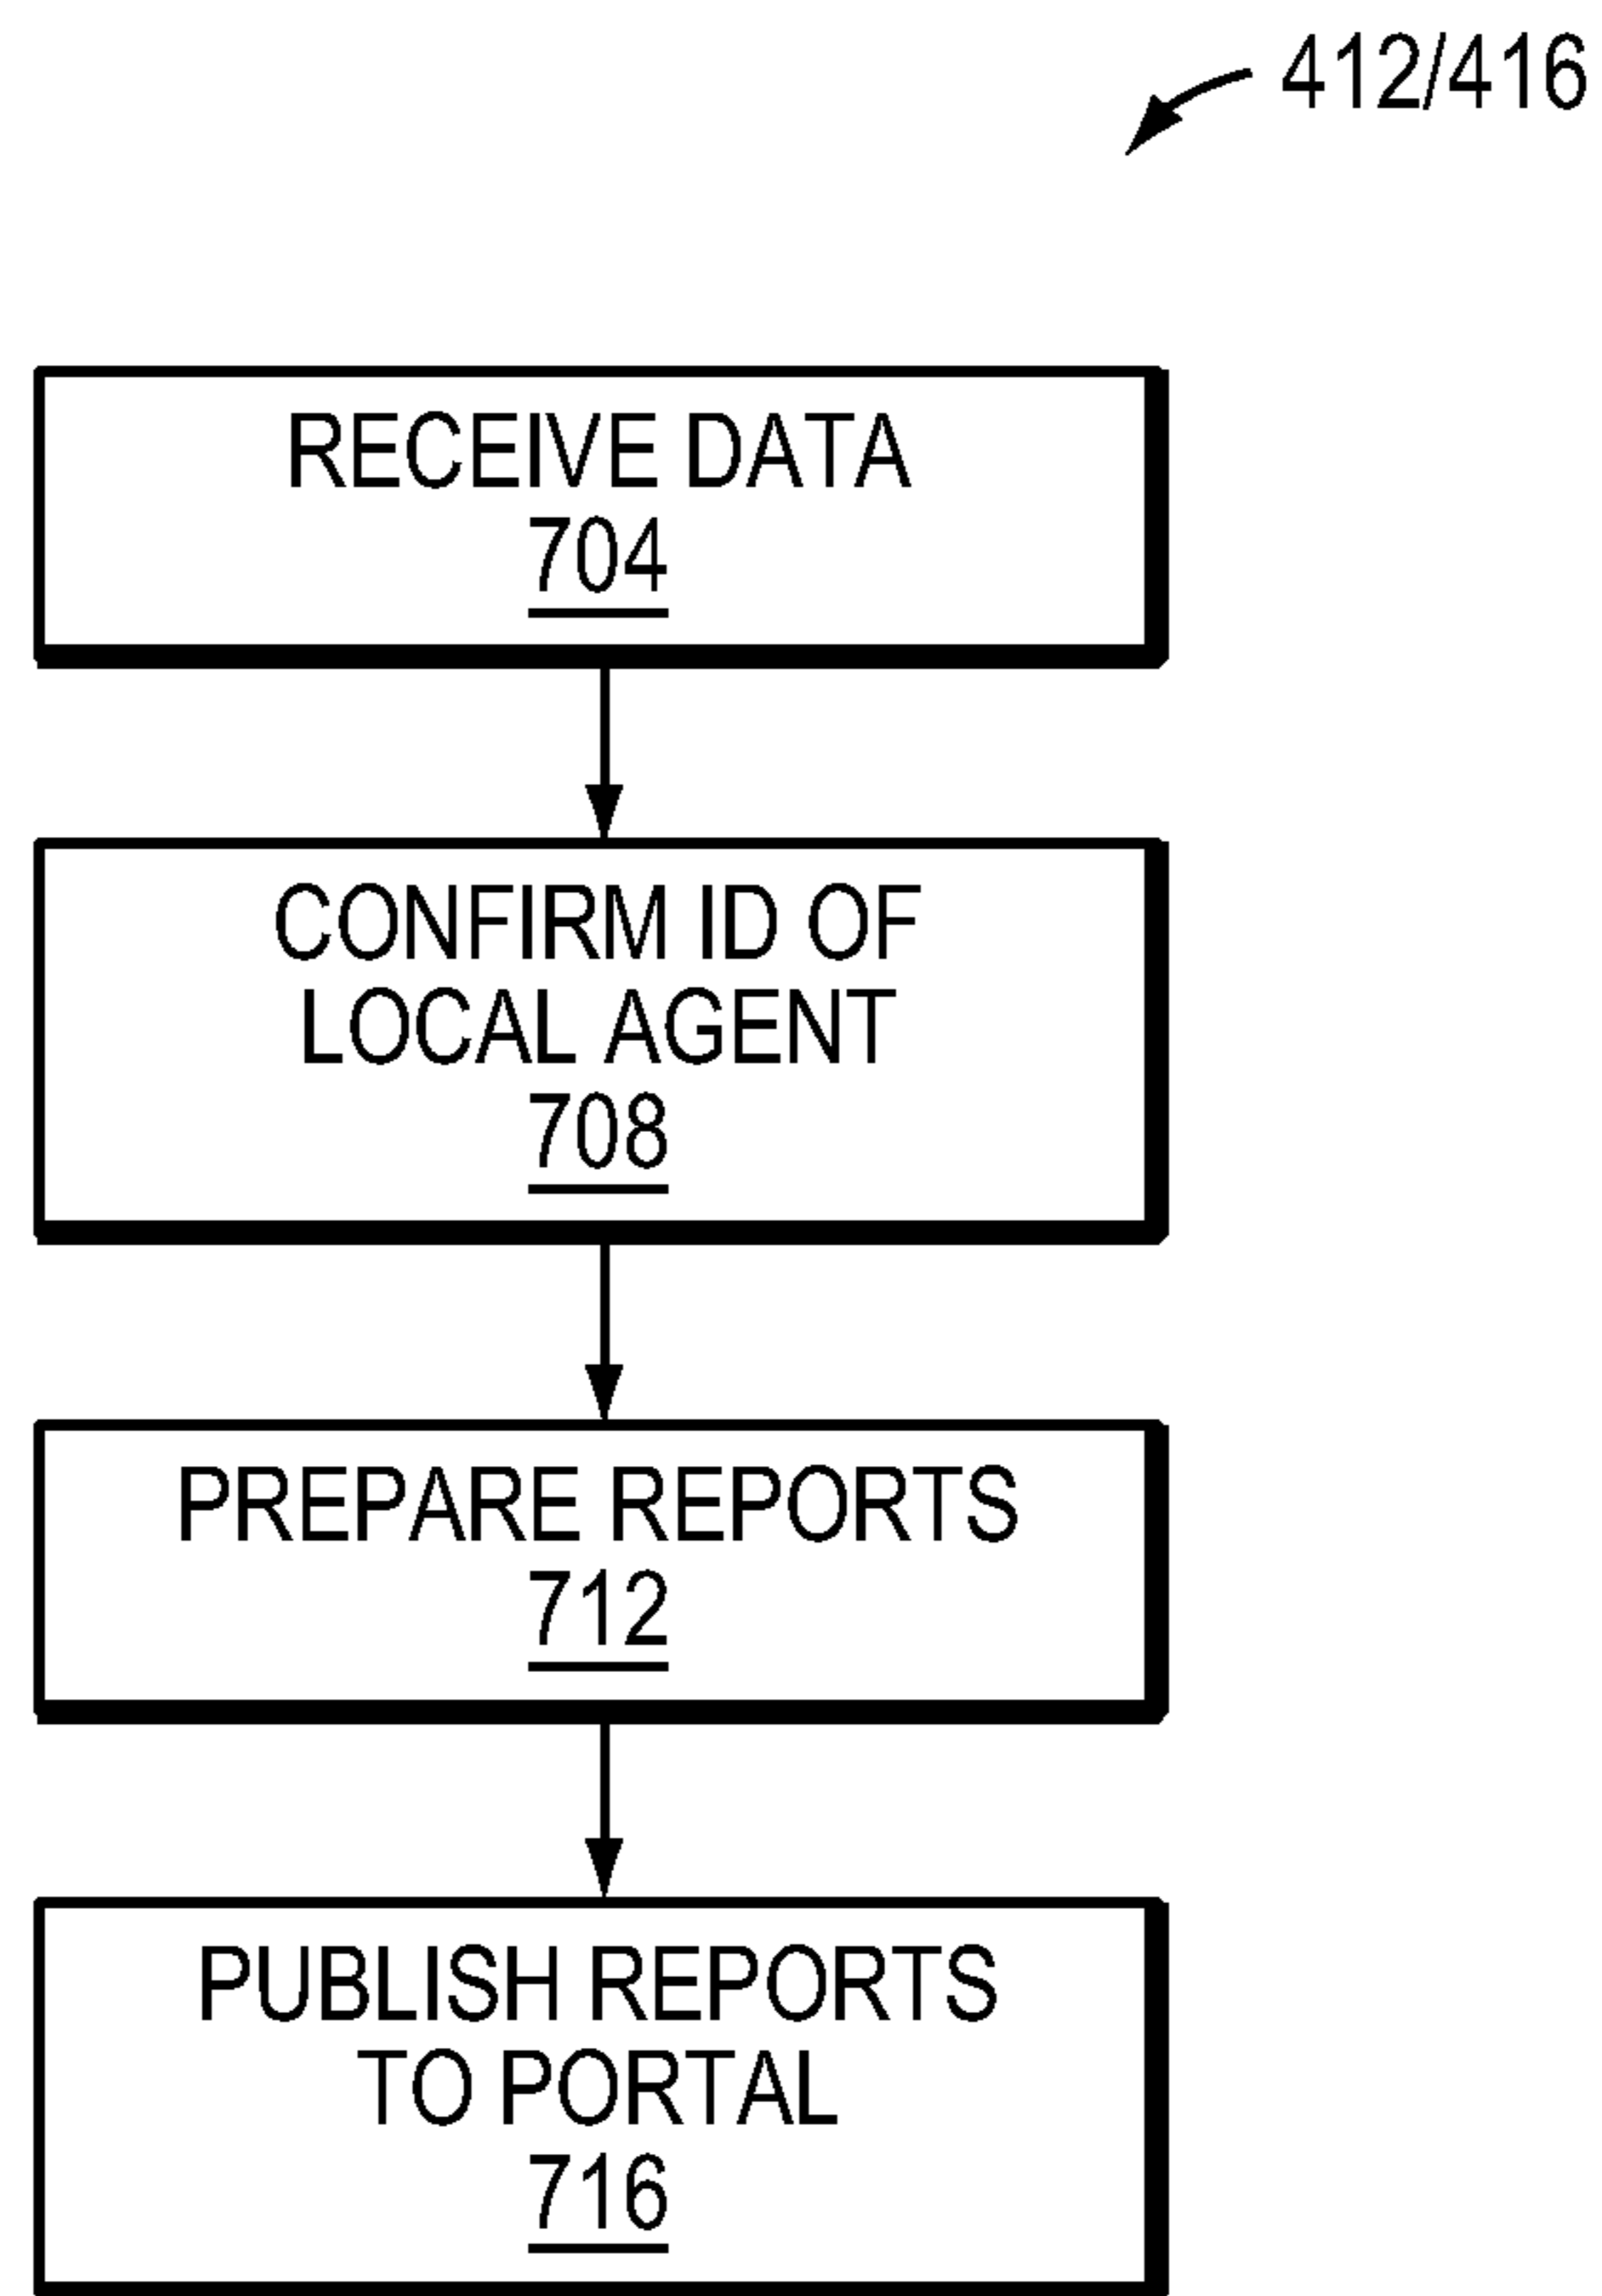 412/416
RECEIVE DATA
704
CONFIRM ID OF
LOCAL AGENT
708
PREPARE REPORTS
712
PUBLISH REPORTS
TO PORTAL
716